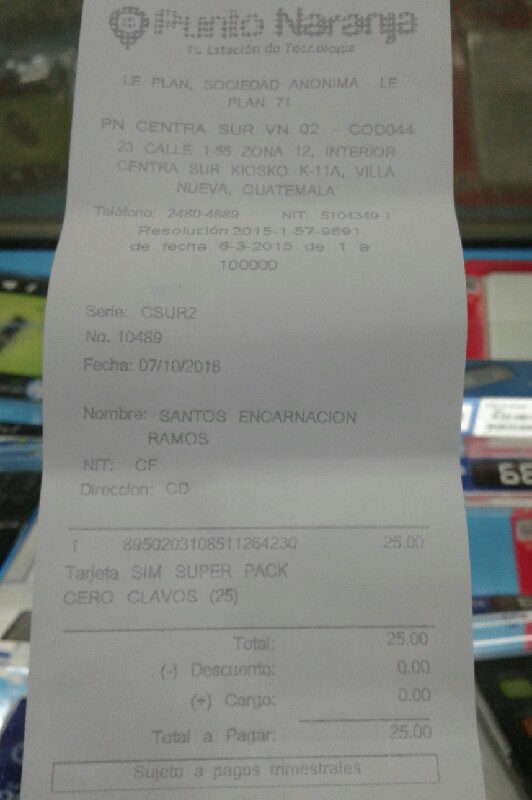 Punto Naranja
Tu Estación de Tecnología
LE PLAN, SOCIEDAD ANONIMA LE
PLAN 71
PN CENTRA SUR VN 02 - COD044
23 CALLE 1-55 ZONA 12, INTERIOR
CENTRA SUR KIOSKO K-11A, VILLA
NUEVA, GUATEMALA
Teléfono: 2480-4689 NIT: 5104349-1
Resolución 2015-1-57-9691
de fecha 6-3-2015 de 1 a
100000
Serie: CSUR2
No. 10489
Fecha: 07/10/2016
Nombre: SANTOS ENCARNACION
RAMOS
NIT: CF
Direccion: CD
1 8950203108511264230 25.00
Tarjeta SIM SUPER PACK
CERO CLAVOS (25)
Total: 25.00
(-) Descuento: 0.00
(+) Cargo: 0.00
Total a Pagar: 25.00
Sujeto a pagos trimestrales